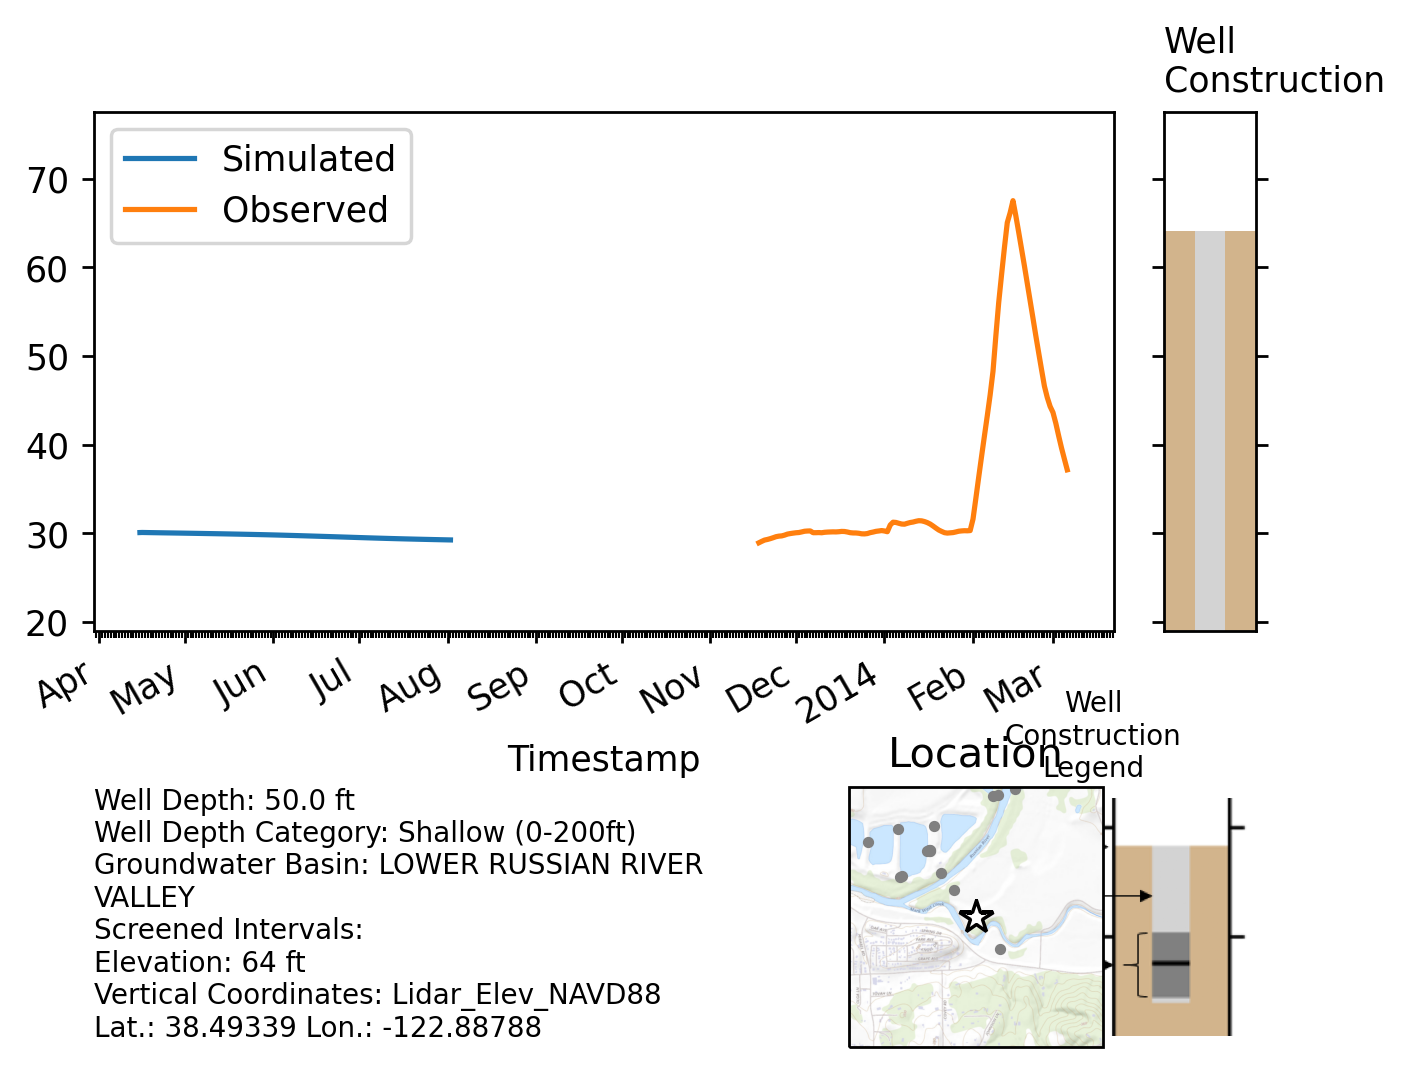 Well
Construction
Simulated
Observed
70
60
50
40
30
20
Apr
May
Jun
Jul
Aug
Sep
Oct
Nov
Dec
2014
Feb
Mar
Timestamp
Well Depth: 50.0 ft
Well Depth Category: Shallow (0-200ft)
Groundwater Basin: LOWER RUSSIAN RIVER
VALLEY
Screened Intervals:
Elevation: 64 ft
Vertical Coordinates: Lidar_Elev_NAVD88
Lat.: 38.49339 Lon.: -122.88788
Location
Well
Construction
Legend